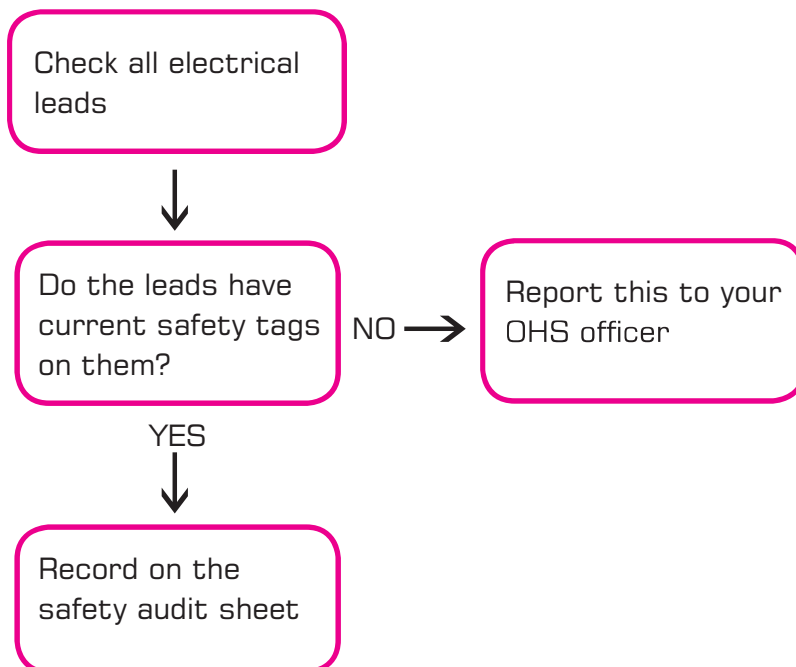 Check all electrical
leads
Do the leads have
current safety tags
on them?
NO
Report this to your
OHS officer
YES
Record on the
safety audit sheet